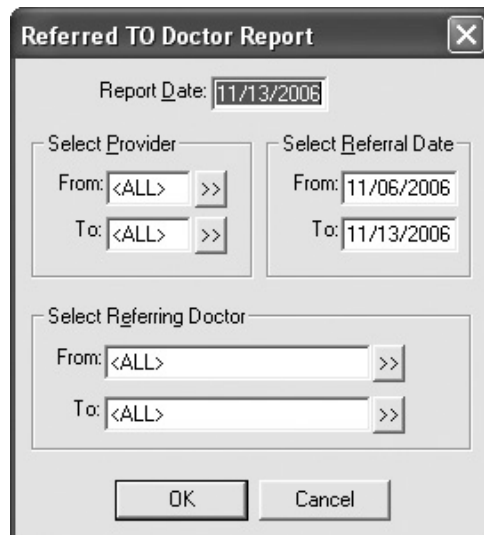 Referred TO Doctor Report
Report Date: 11/13/2006
Select Provider
From: <ALL> >>
To: <ALL> >>
Select Referral Date
From: 11/06/2006
To: 11/13/2006
Select Referring Doctor
From: <ALL> >>
To: <ALL> >>
OK Cancel